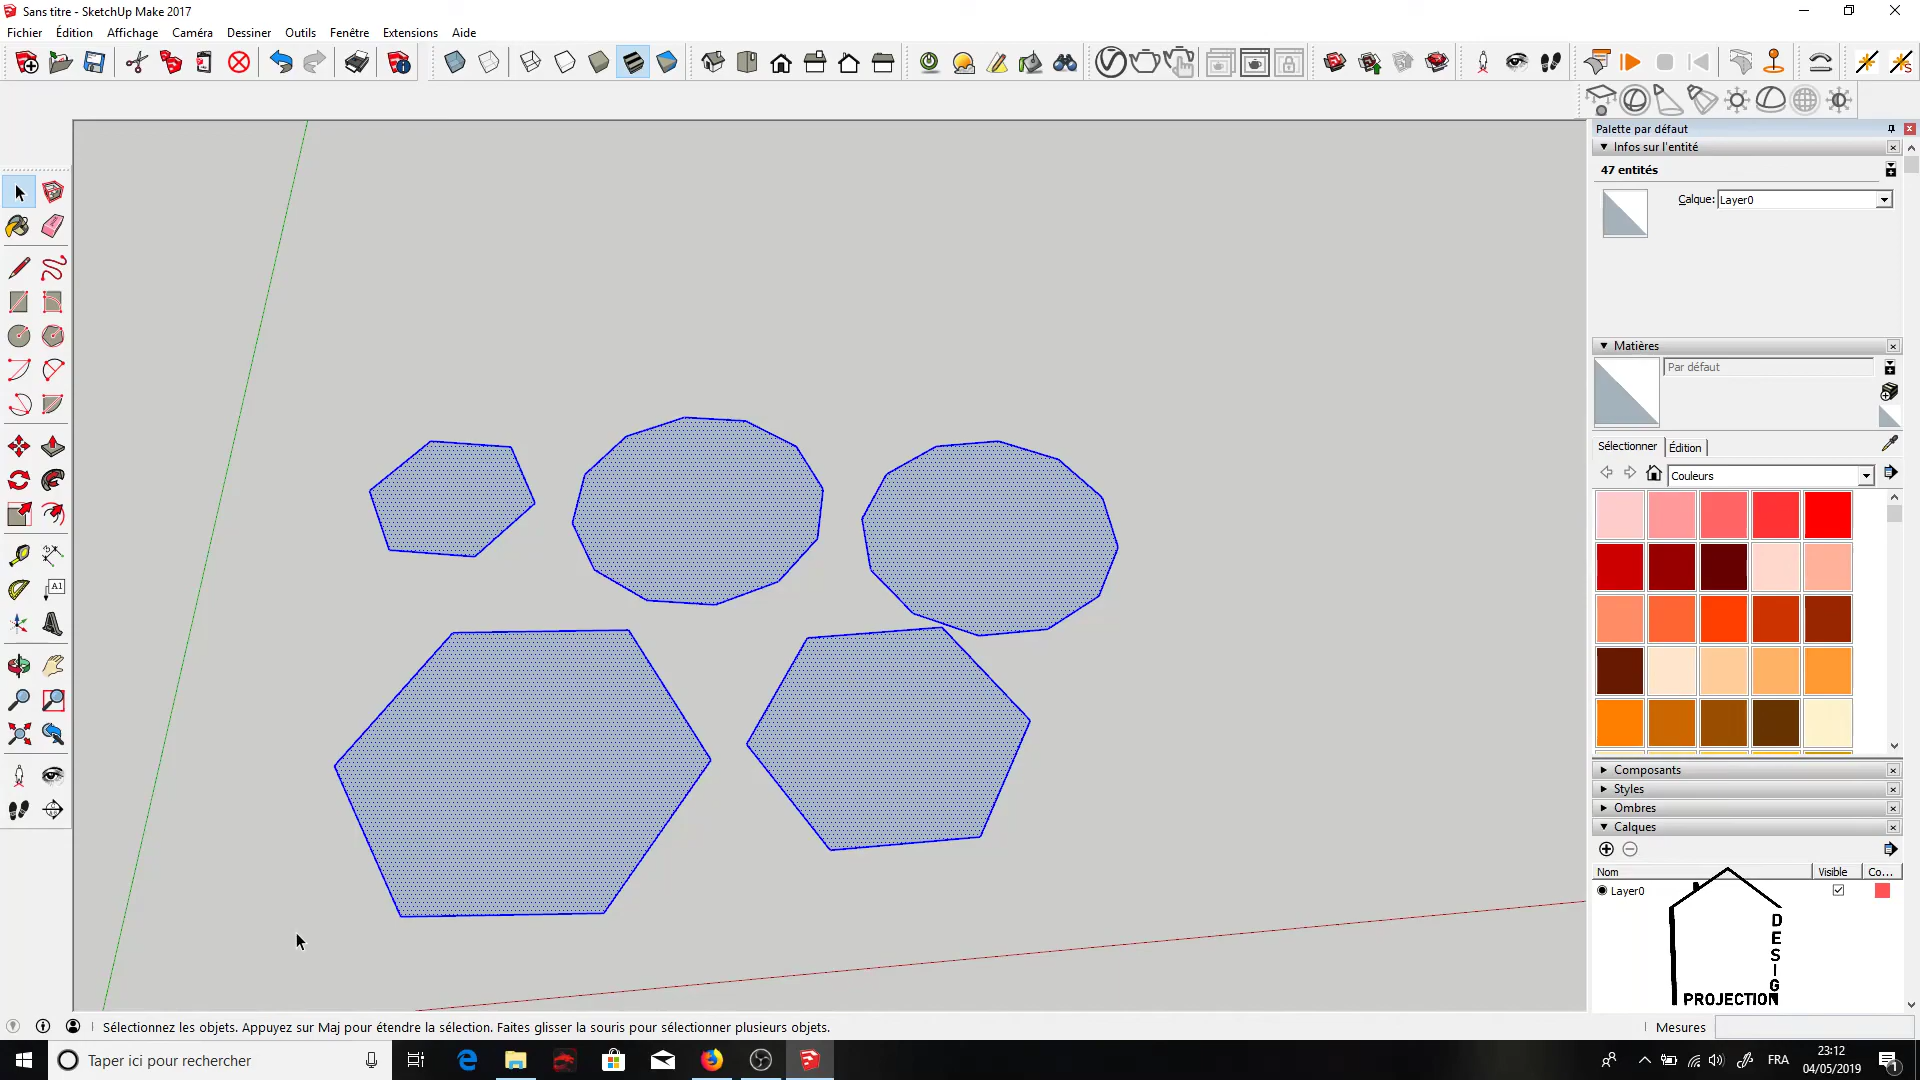 Sans titre - SketchUp Make 2017
Fichier Édition Affichage Caméra Dessiner Outils Fenêtre Extensions Aide
Palette par défaut
Infos sur l'entité
47 entités
Calque: Layer0
Matières
Par défaut
Sélectionner Édition
Couleurs
Composants
Styles
Ombres
Calques
Nom Visible Co...
Layer0
DESIGN
PROJECTION
Sélectionnez les objets. Appuyez sur Maj pour étendre la sélection. Faites glisser la souris pour sélectionner plusieurs objets.
Mesures
Taper ici pour rechercher
FRA
23:12
04/05/2019
1
A1